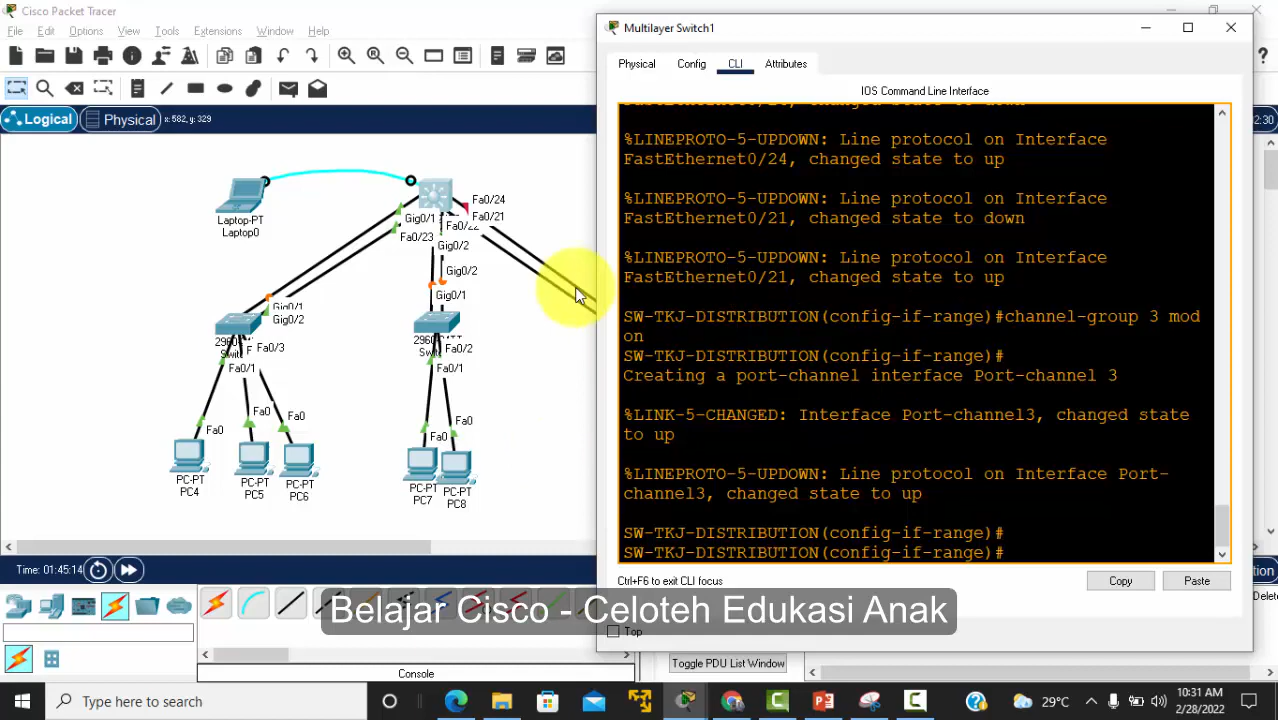 Cisco Packet Tracer
File Edit Options View Tools Extensions Window Help
Logical Physical x: 582, y: 329
2:30
Multilayer Switch1
Physical Config CLI Attributes
IOS Command Line Interface
%LINEPROTO-5-UPDOWN: Line protocol on Interface
FastEthernet0/24, changed state to up
%LINEPROTO-5-UPDOWN: Line protocol on Interface
FastEthernet0/21, changed state to down
%LINEPROTO-5-UPDOWN: Line protocol on Interface
FastEthernet0/21, changed state to up
SW-TKJ-DISTRIBUTION(config-if-range)#channel-group 3 mod
on
SW-TKJ-DISTRIBUTION(config-if-range)#
Creating a port-channel interface Port-channel 3
%LINK-5-CHANGED: Interface Port-channel3, changed state
to up
%LINEPROTO-5-UPDOWN: Line protocol on Interface Port-
channel3, changed state to up
SW-TKJ-DISTRIBUTION(config-if-range)#
SW-TKJ-DISTRIBUTION(config-if-range)#
Ctrl+F6 to exit CLI focus
Copy Paste
Top
Laptop-PT
Laptop0
Fa0/24
Gig0/1 Fa0/21
Fa0/23
Gig0/2
Gig0/2
Gig0/1
Gig0/1
Gig0/2
Fa0/3
Fa0/2
Fa0/1
Fa0/1
Fa0 Fa0
Fa0
Fa0
PC-PT
PC4
PC-PT
PC5
PC-PT
PC6
PC-PT
PC7
PC-PT
PC8
Time: 01:45:14
Belajar Cisco - Celoteh Edukasi Anak
Console
Toggle PDU List Window
Type here to search
29°C
10:31 AM
2/28/2022